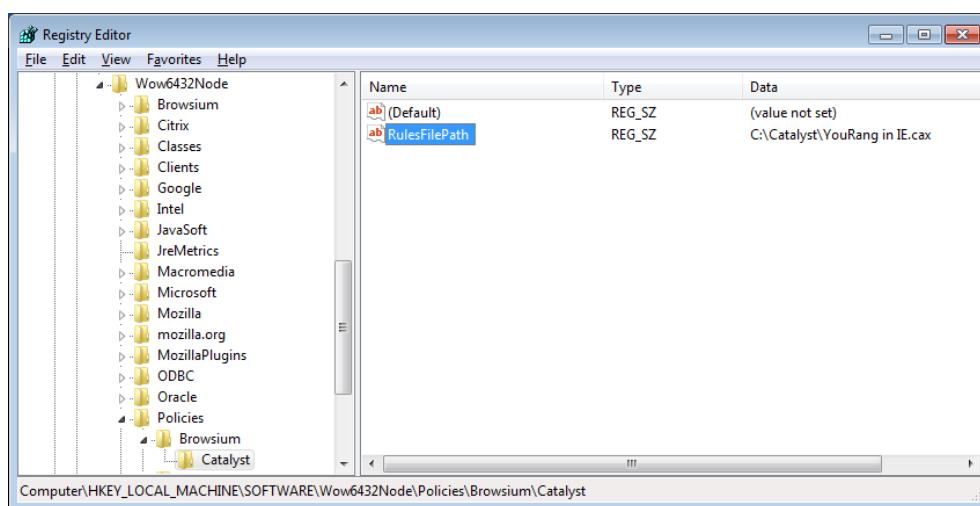 Registry Editor
File Edit View Favorites Help
Wow6432Node
Browsium
Citrix
Classes
Clients
Google
Intel
JavaSoft
JreMetrics
Macromedia
Microsoft
Mozilla
mozilla.org
MozillaPlugins
ODBC
Oracle
Policies
Browsium
Catalyst
Name Type Data
ab (Default) REG_SZ (value not set)
ab RulesFilePath REG_SZ C:\Catalyst\YouRang in IE.cax
Computer\HKEY_LOCAL_MACHINE\SOFTWARE\Wow6432Node\Policies\Browsium\Catalyst